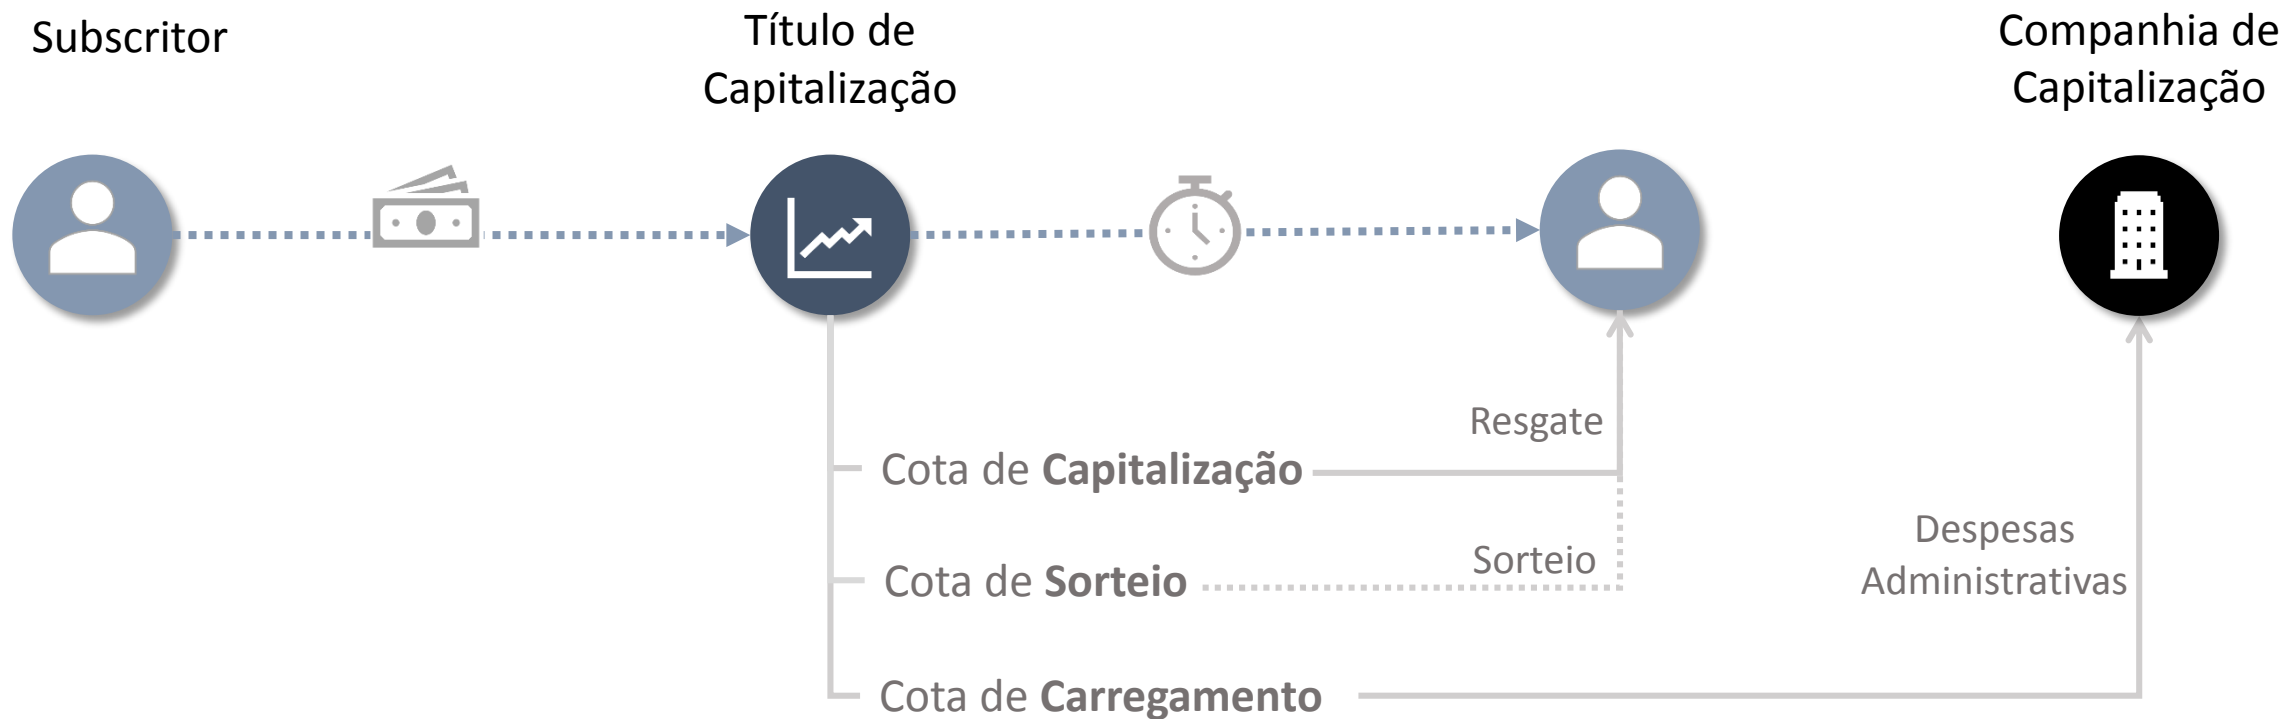 Subscritor
Título de
Capitalização
Companhia de
Capitalização
Resgate
Cota de Capitalização
Sorteio
Cota de Sorteio
Despesas
Administrativas
Cota de Carregamento